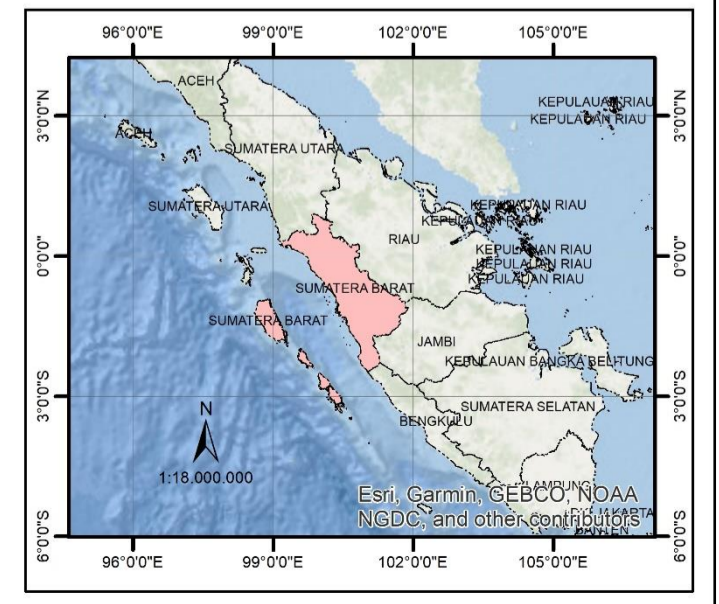 96°0'0"E 99°0'0"E 102°0'0"E 105°0'0"E
3°0'0"N
0°0'0"
3°0'0"S
6°0'0"S
3°0'0"N
0°0'0"
3°0'0"S
6°0'0"S
ACEH
ACEH
SUMATERA UTARA
KEPULAUAN RIAU
KEPULAUAN RIAU
SUMATERA UTARA
KEPULAUAN RIAU
KEPULAUAN RIAU
RIAU
KEPULAUAN RIAU
KEPULAUAN RIAU
KEPULAUAN RIAU
SUMATERA BARAT
SUMATERA BARAT
JAMBI
KEPULAUAN BANGKA BELITUNG
SUMATERA SELATAN
BENGKULU
N
1:18.000.000
LAMPUNG
DKI JAKARTA
BANTEN
Esri, Garmin, GEBCO, NOAA
NGDC, and other contributors
96°0'0"E 99°0'0"E 102°0'0"E 105°0'0"E